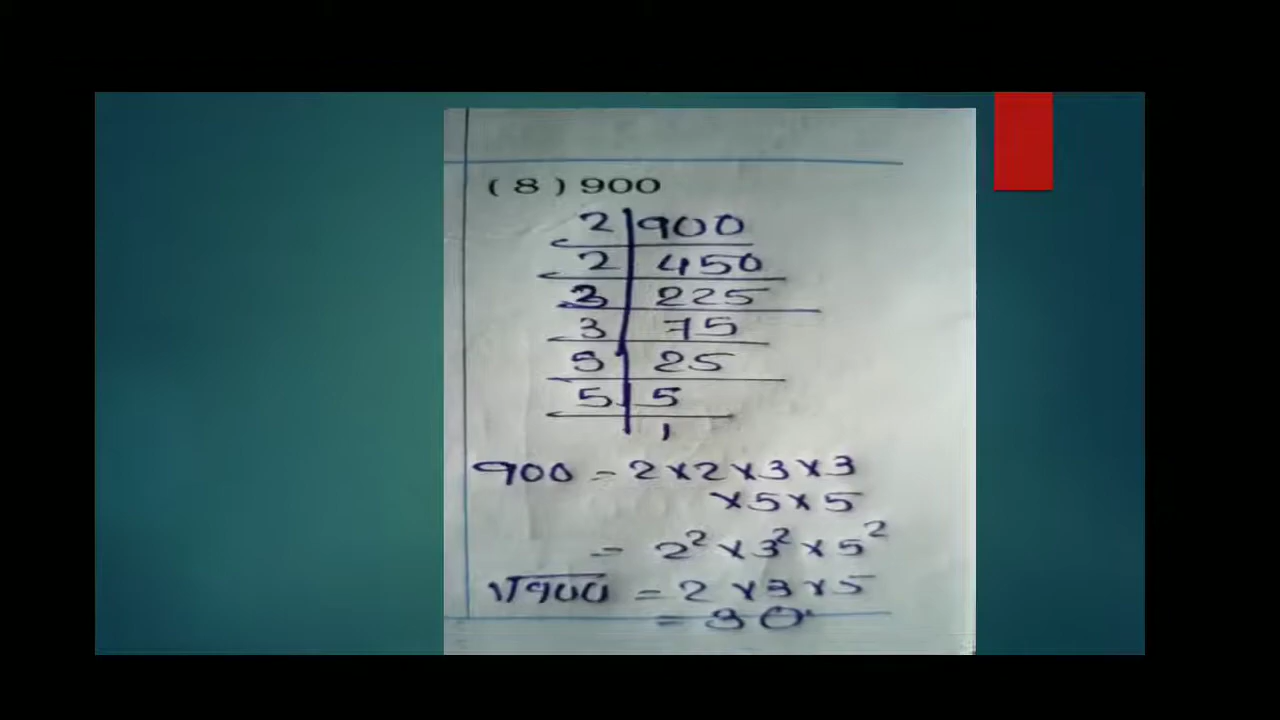 ( 8 ) 900
2 | 900
2 | 450
3 | 225
3 | 75
5 | 25
5 | 5
1
900 = 2 × 2 × 3 × 3
× 5 × 5
= 2² × 3² × 5²
√900 = 2 × 3 × 5
= 30